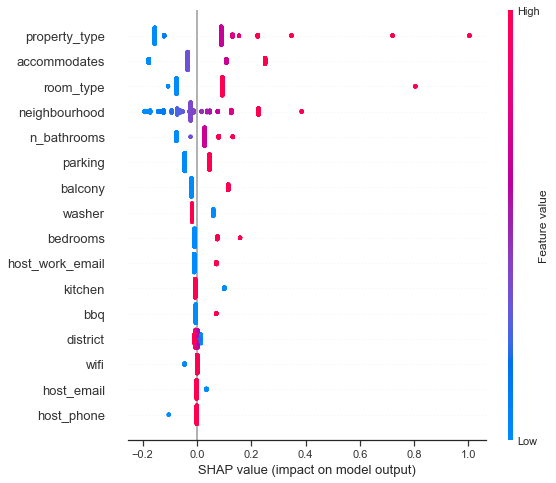 High
property_type
accommodates
room_type
neighbourhood
n_bathrooms
parking
balcony
washer
bedrooms
host_work_email
kitchen
bbq
district
wifi
host_email
host_phone
Feature value
Low
−0.2 0.0 0.2 0.4 0.6 0.8 1.0
SHAP value (impact on model output)